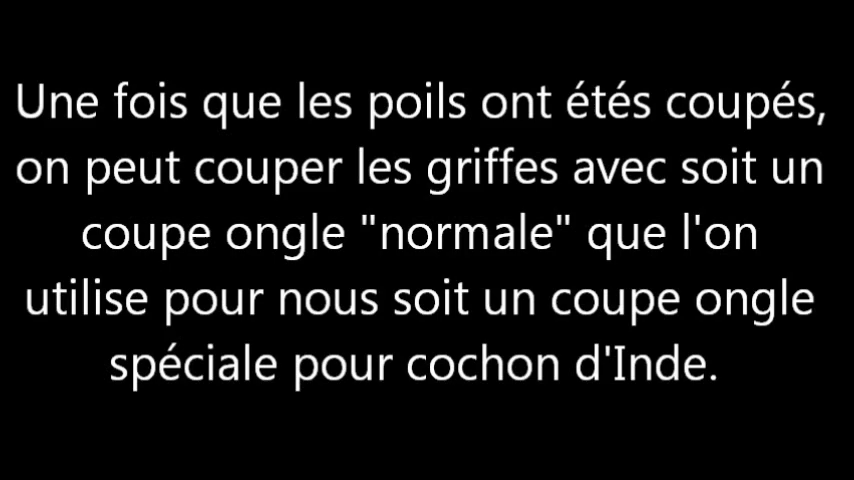 Une fois que les poils ont étés coupés,
on peut couper les griffes avec soit un
coupe ongle "normale" que l'on
utilise pour nous soit un coupe ongle
spéciale pour cochon d'Inde.